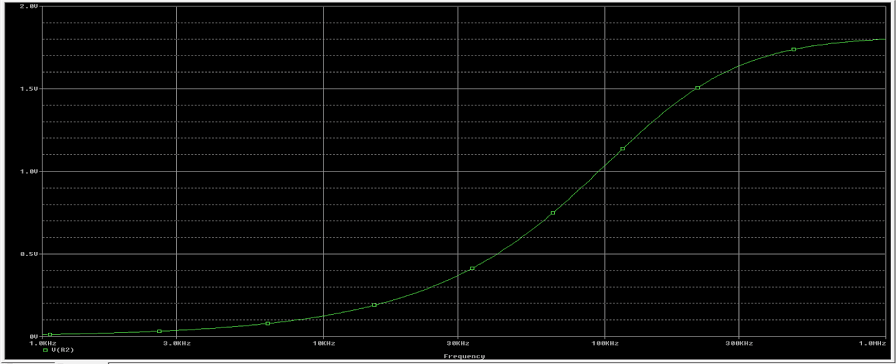 2.0V
1.5V
1.0V
0.5V
0V
1.0KHz 3.0KHz 10KHz 30KHz 100KHz 300KHz 1.0MHz
V(R2)
Frequency